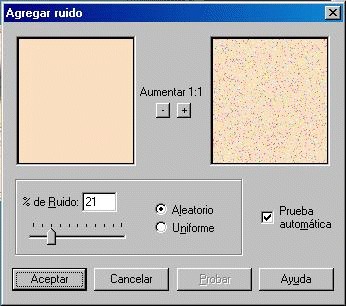 Agregar ruido
Aumentar 1:1
- +
% de Ruido: 21
Aleatorio
Uniforme
Prueba
automática
Aceptar Cancelar Probar Ayuda